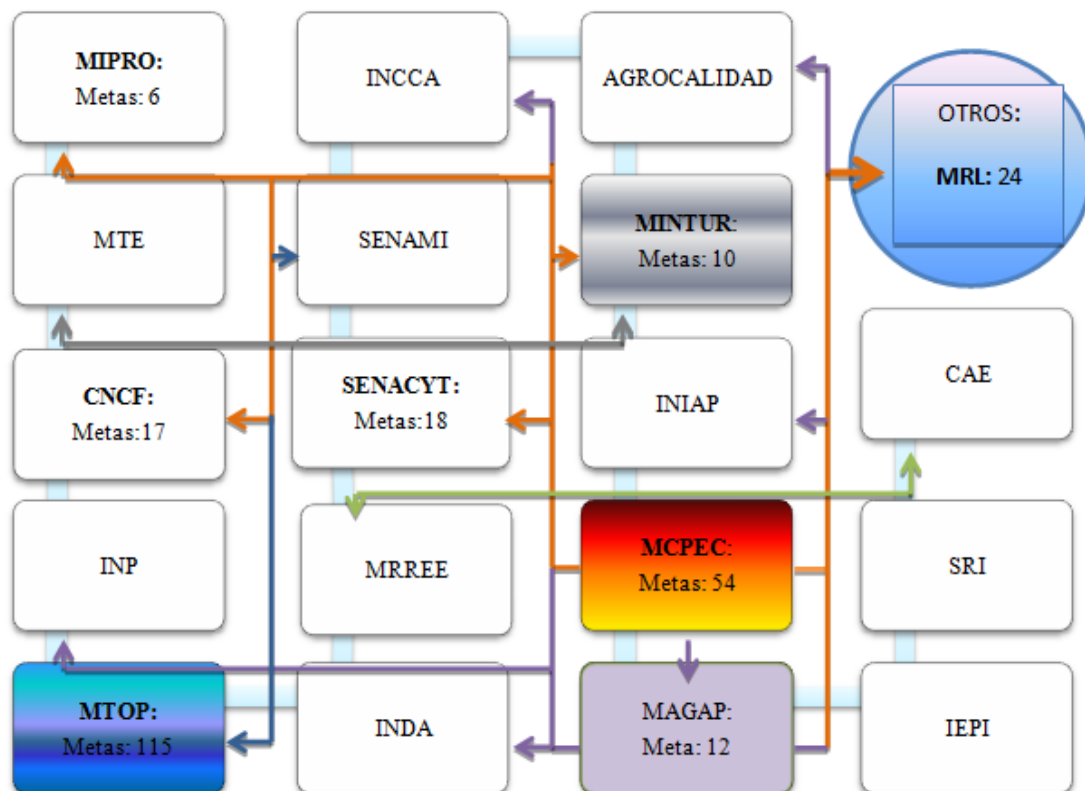 MIPRO:
Metas: 6
INCCA
AGROCALIDAD
OTROS:
MRL: 24
MTE
SENAMI
MINTUR:
Metas: 10
CNCF:
Metas:17
SENACYT:
Metas:18
INIAP
CAE
INP
MRREE
MCPEC:
Metas: 54
SRI
MTOP:
Metas: 115
INDA
MAGAP:
Meta: 12
IEPI